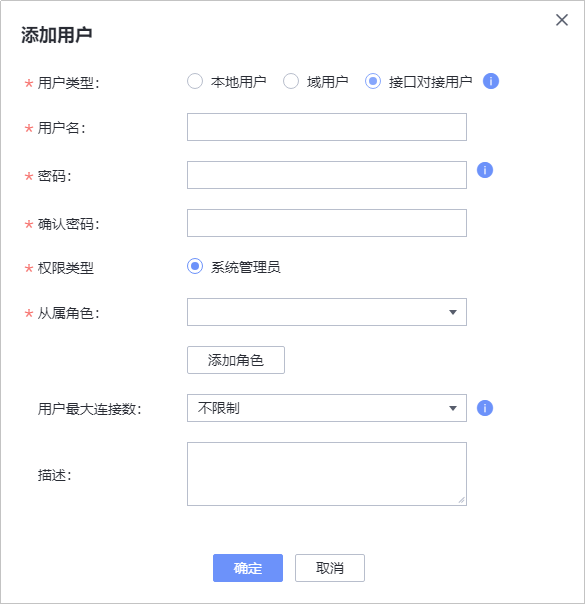 添加用户
* 用户类型： 本地用户 域用户 接口对接用户 i
* 用户名：
* 密码： i
* 确认密码：
* 权限类型 系统管理员
* 从属角色：
添加角色
用户最大连接数： 不限制 i
描述：
确定 取消